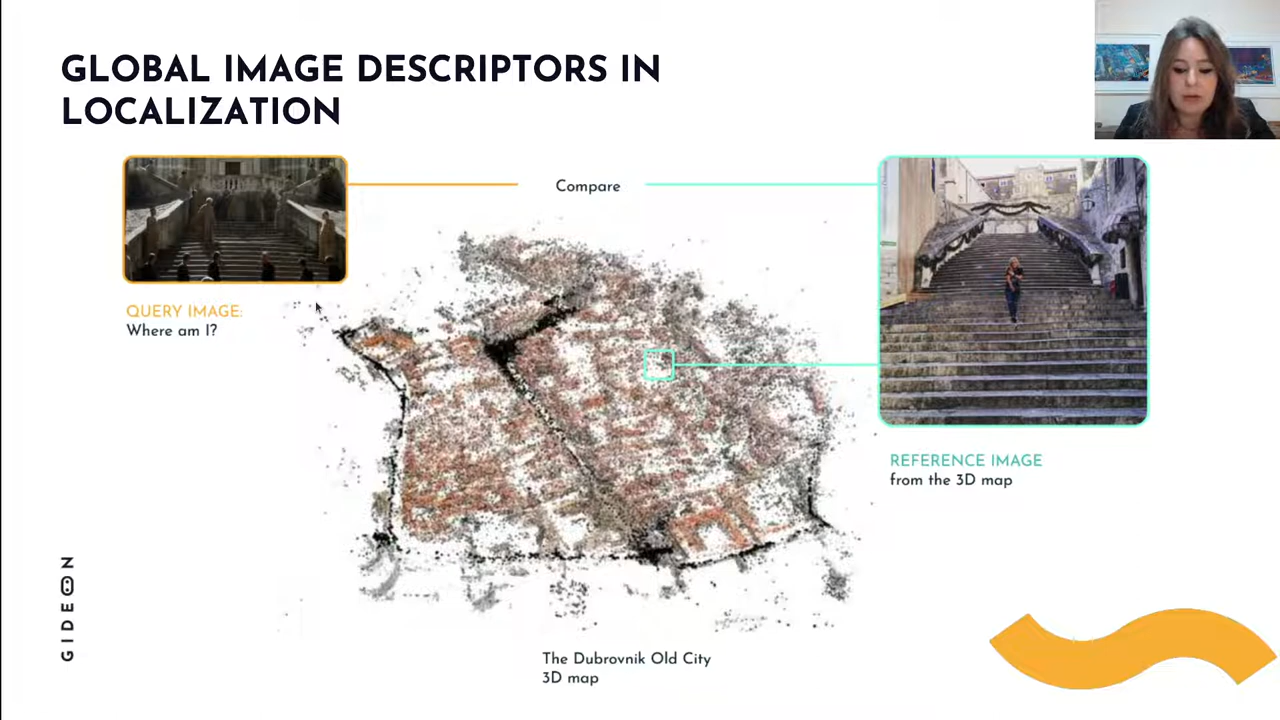 GLOBAL IMAGE DESCRIPTORS IN
LOCALIZATION
Compare
QUERY IMAGE:
Where am I?
REFERENCE IMAGE
from the 3D map
GIDEON
The Dubrovnik Old City
3D map